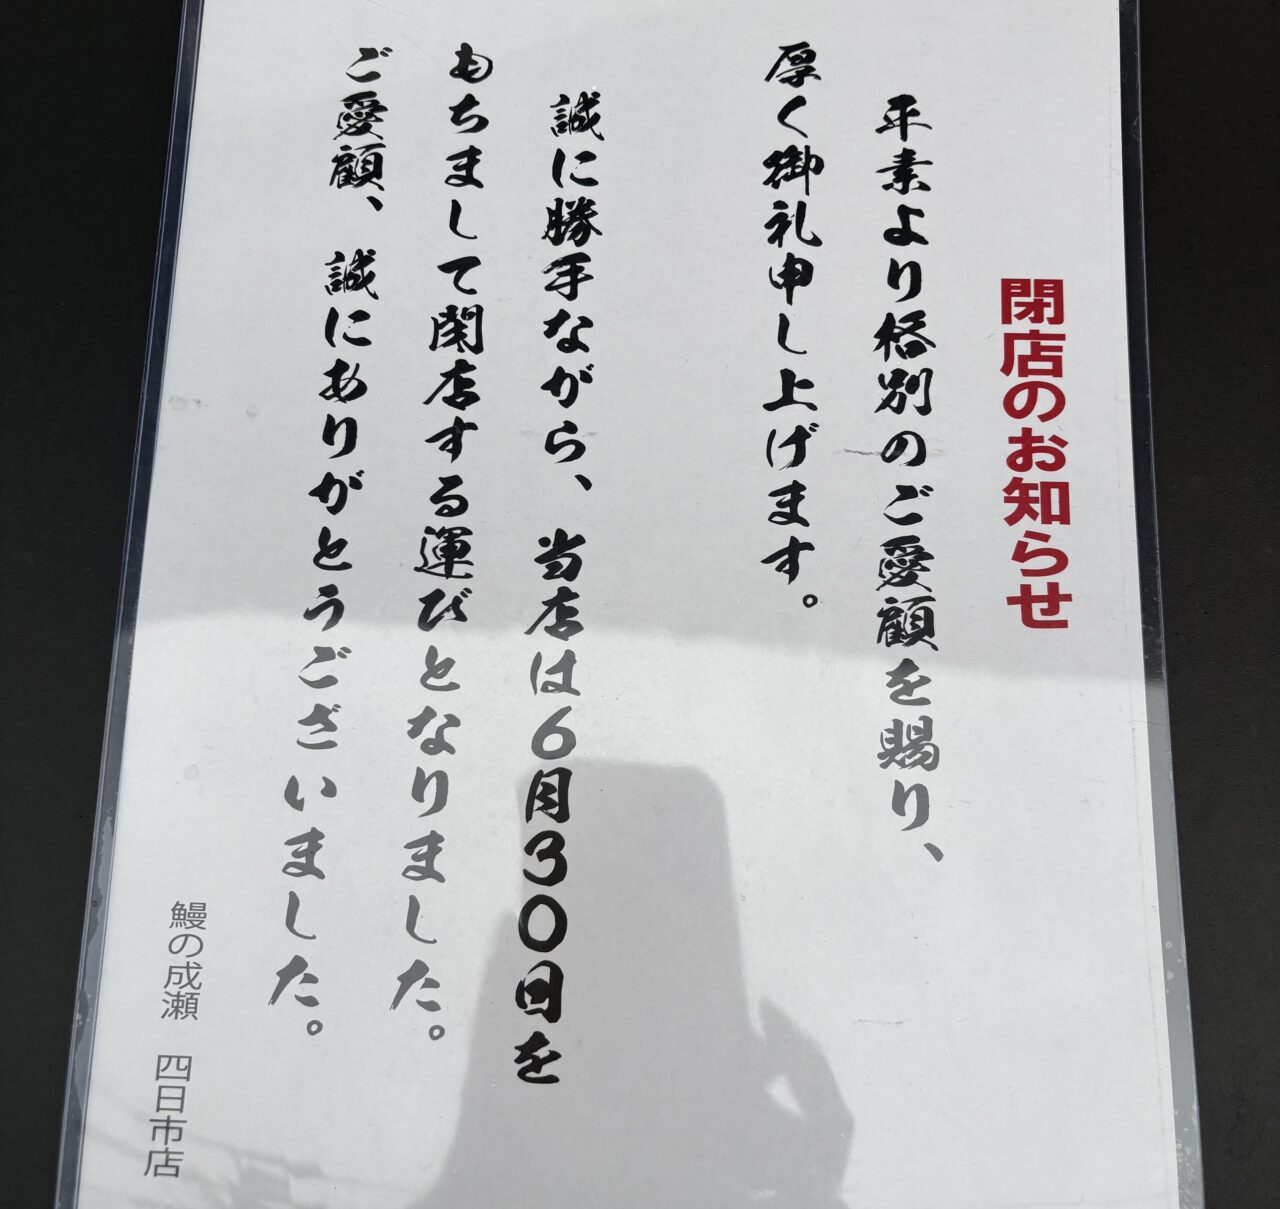 閉店のお知らせ
平素より格別のご愛顧を賜り、
厚く御礼申し上げます。
誠に勝手ながら、当店は6月30日を
もちまして閉店する運びとなりました。
ご愛顧、誠にありがとうございました。
鰻の成瀬 四日市店